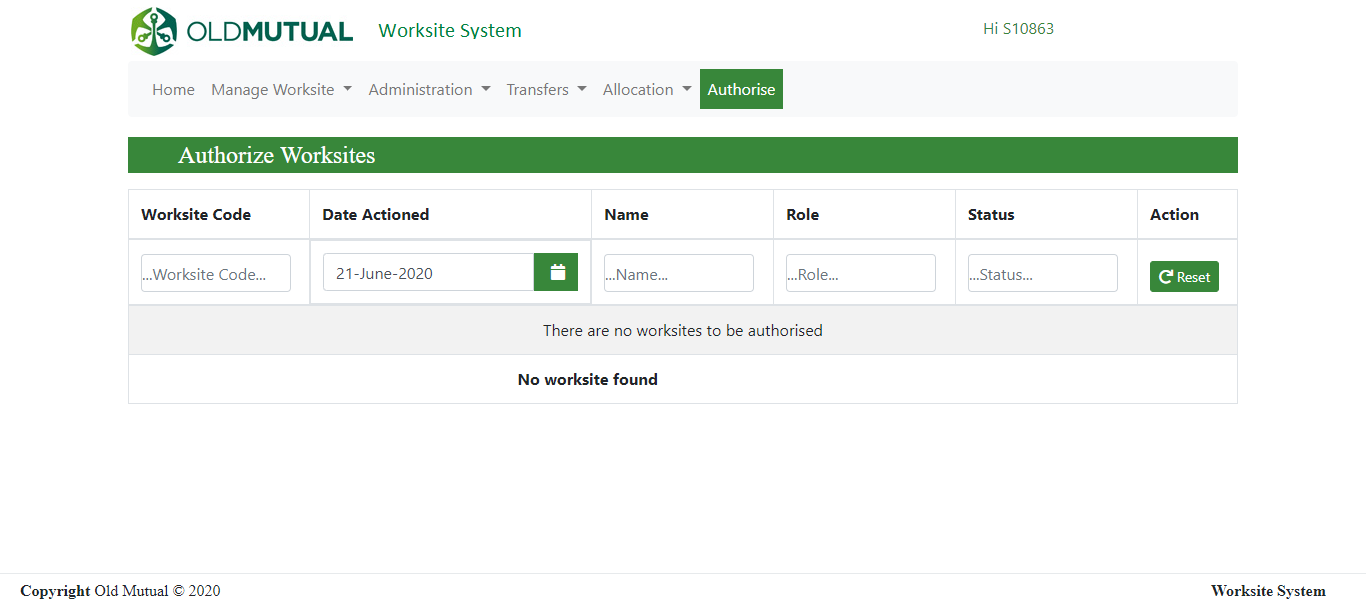 OLDMUTUAL Worksite System Hi S10863
Home Manage Worksite Administration Transfers Allocation Authorise
Authorize Worksites
Worksite Code Date Actioned Name Role Status Action
...Worksite Code... 21-June-2020 ...Name... ...Role... ...Status... Reset
There are no worksites to be authorised
No worksite found
Copyright Old Mutual © 2020 Worksite System